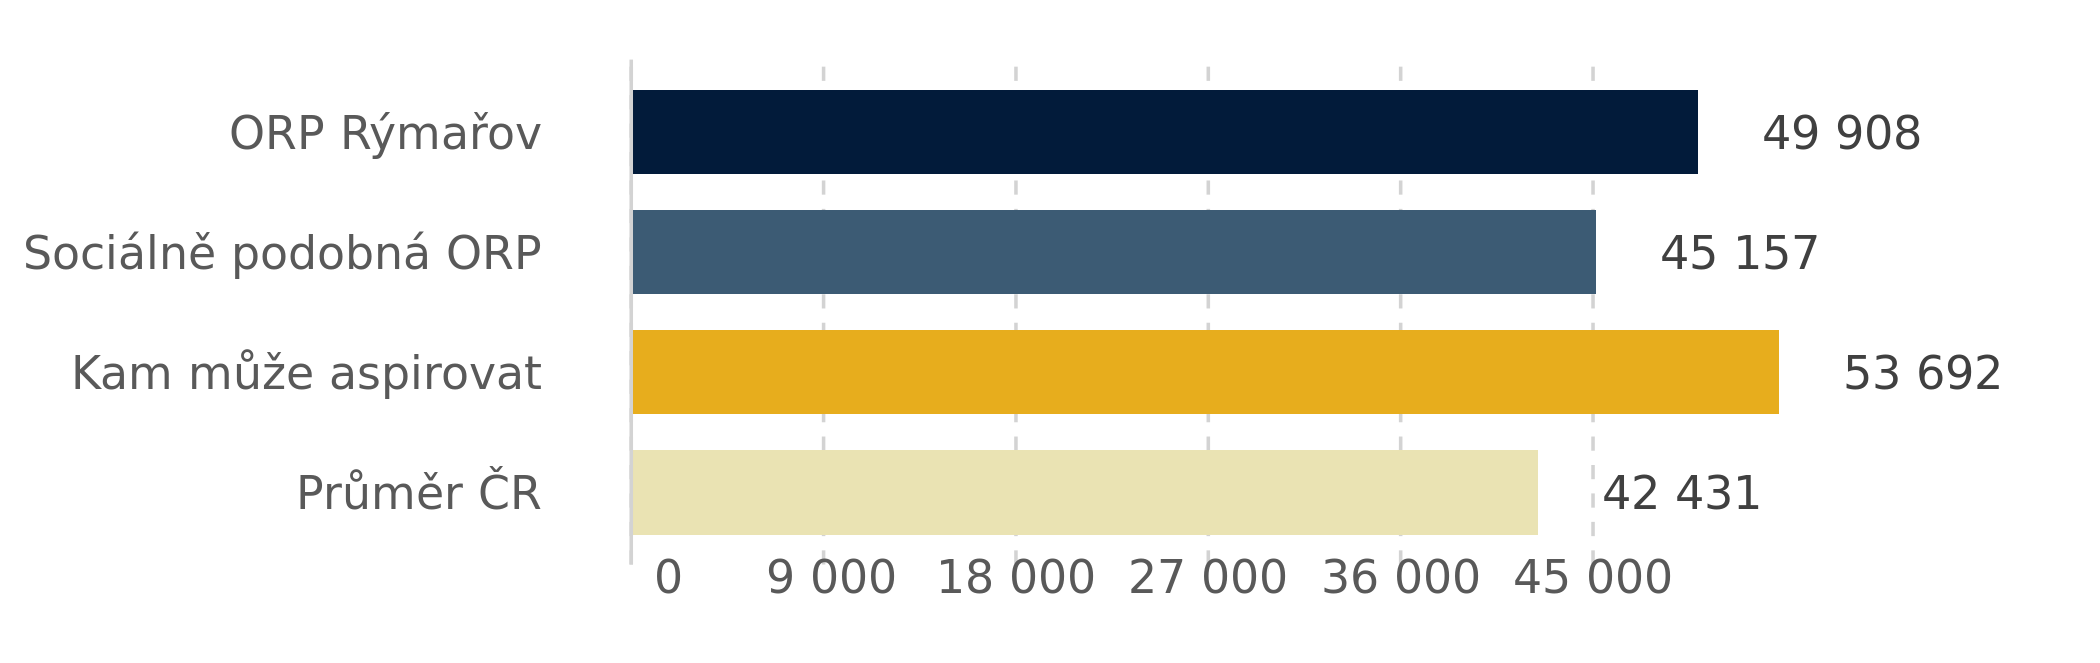 ORP Rýmařov 49 908
Sociálně podobná ORP 45 157
Kam může aspirovat 53 692
Průměr ČR 42 431
0 9 000 18 000 27 000 36 000 45 000